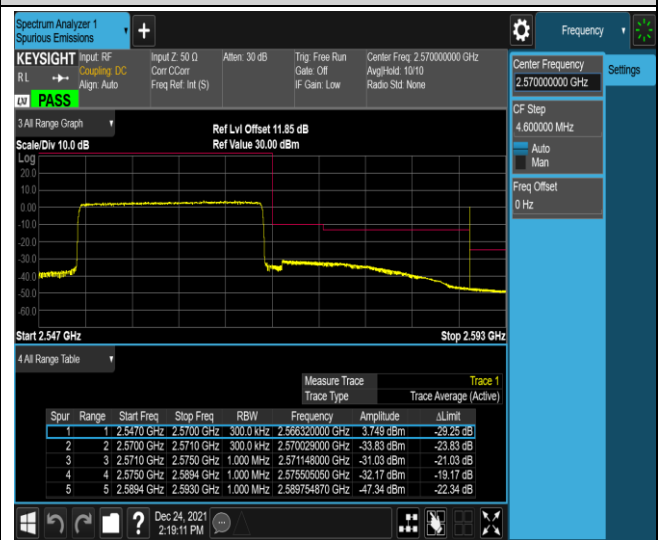 Spectrum Analyzer 1
Spurious Emissions
Frequency
KEYSIGHT Input: RF Input Z: 50 Ω Atten: 30 dB Trig: Free Run Center Freq: 2.570000000 GHz
RL Coupling: DC Corr CCorr Gate: Off Avg|Hold: 10/10
Align: Auto Freq Ref: Int (S) IF Gain: Low Radio Std: None
LXI PASS
Center Frequency
2.570000000 GHz
Settings
CF Step
4.600000 MHz
Auto
Man
Freq Offset
0 Hz
3 All Range Graph
Ref Lvl Offset 11.85 dB
Scale/Div 10.0 dB Ref Value 30.00 dBm
Log
20.0
10.0
0.00
-10.0
-20.0
-30.0
-40.0
-50.0
-60.0
Start 2.547 GHz Stop 2.593 GHz
4 All Range Table
Measure Trace Trace 1
Trace Type Trace Average (Active)
Spur Range Start Freq Stop Freq RBW Frequency Amplitude ΔLimit
1 1 2.5470 GHz 2.5700 GHz 300.0 kHz 2.566320000 GHz 3.749 dBm -29.25 dB
2 2 2.5700 GHz 2.5710 GHz 300.0 kHz 2.570029000 GHz -33.83 dBm -23.83 dB
3 3 2.5710 GHz 2.5750 GHz 1.000 MHz 2.571148000 GHz -31.03 dBm -21.03 dB
4 4 2.5750 GHz 2.5894 GHz 1.000 MHz 2.575505050 GHz -32.17 dBm -19.17 dB
5 5 2.5894 GHz 2.5930 GHz 1.000 MHz 2.589754870 GHz -47.34 dBm -22.34 dB
Dec 24, 2021
2:19:11 PM